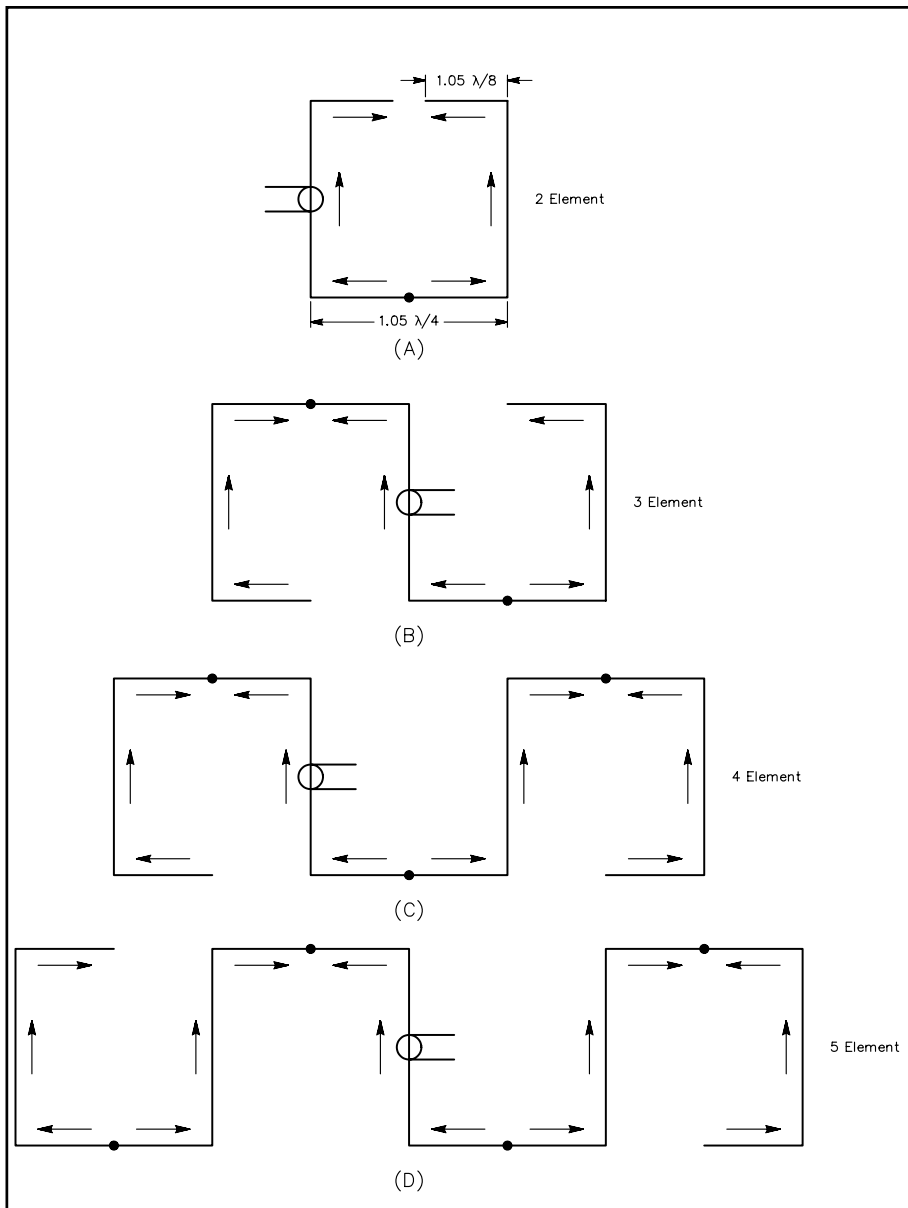 1.05 λ/8
2 Element
1.05 λ/4
(A)
3 Element
(B)
4 Element
(C)
5 Element
(D)